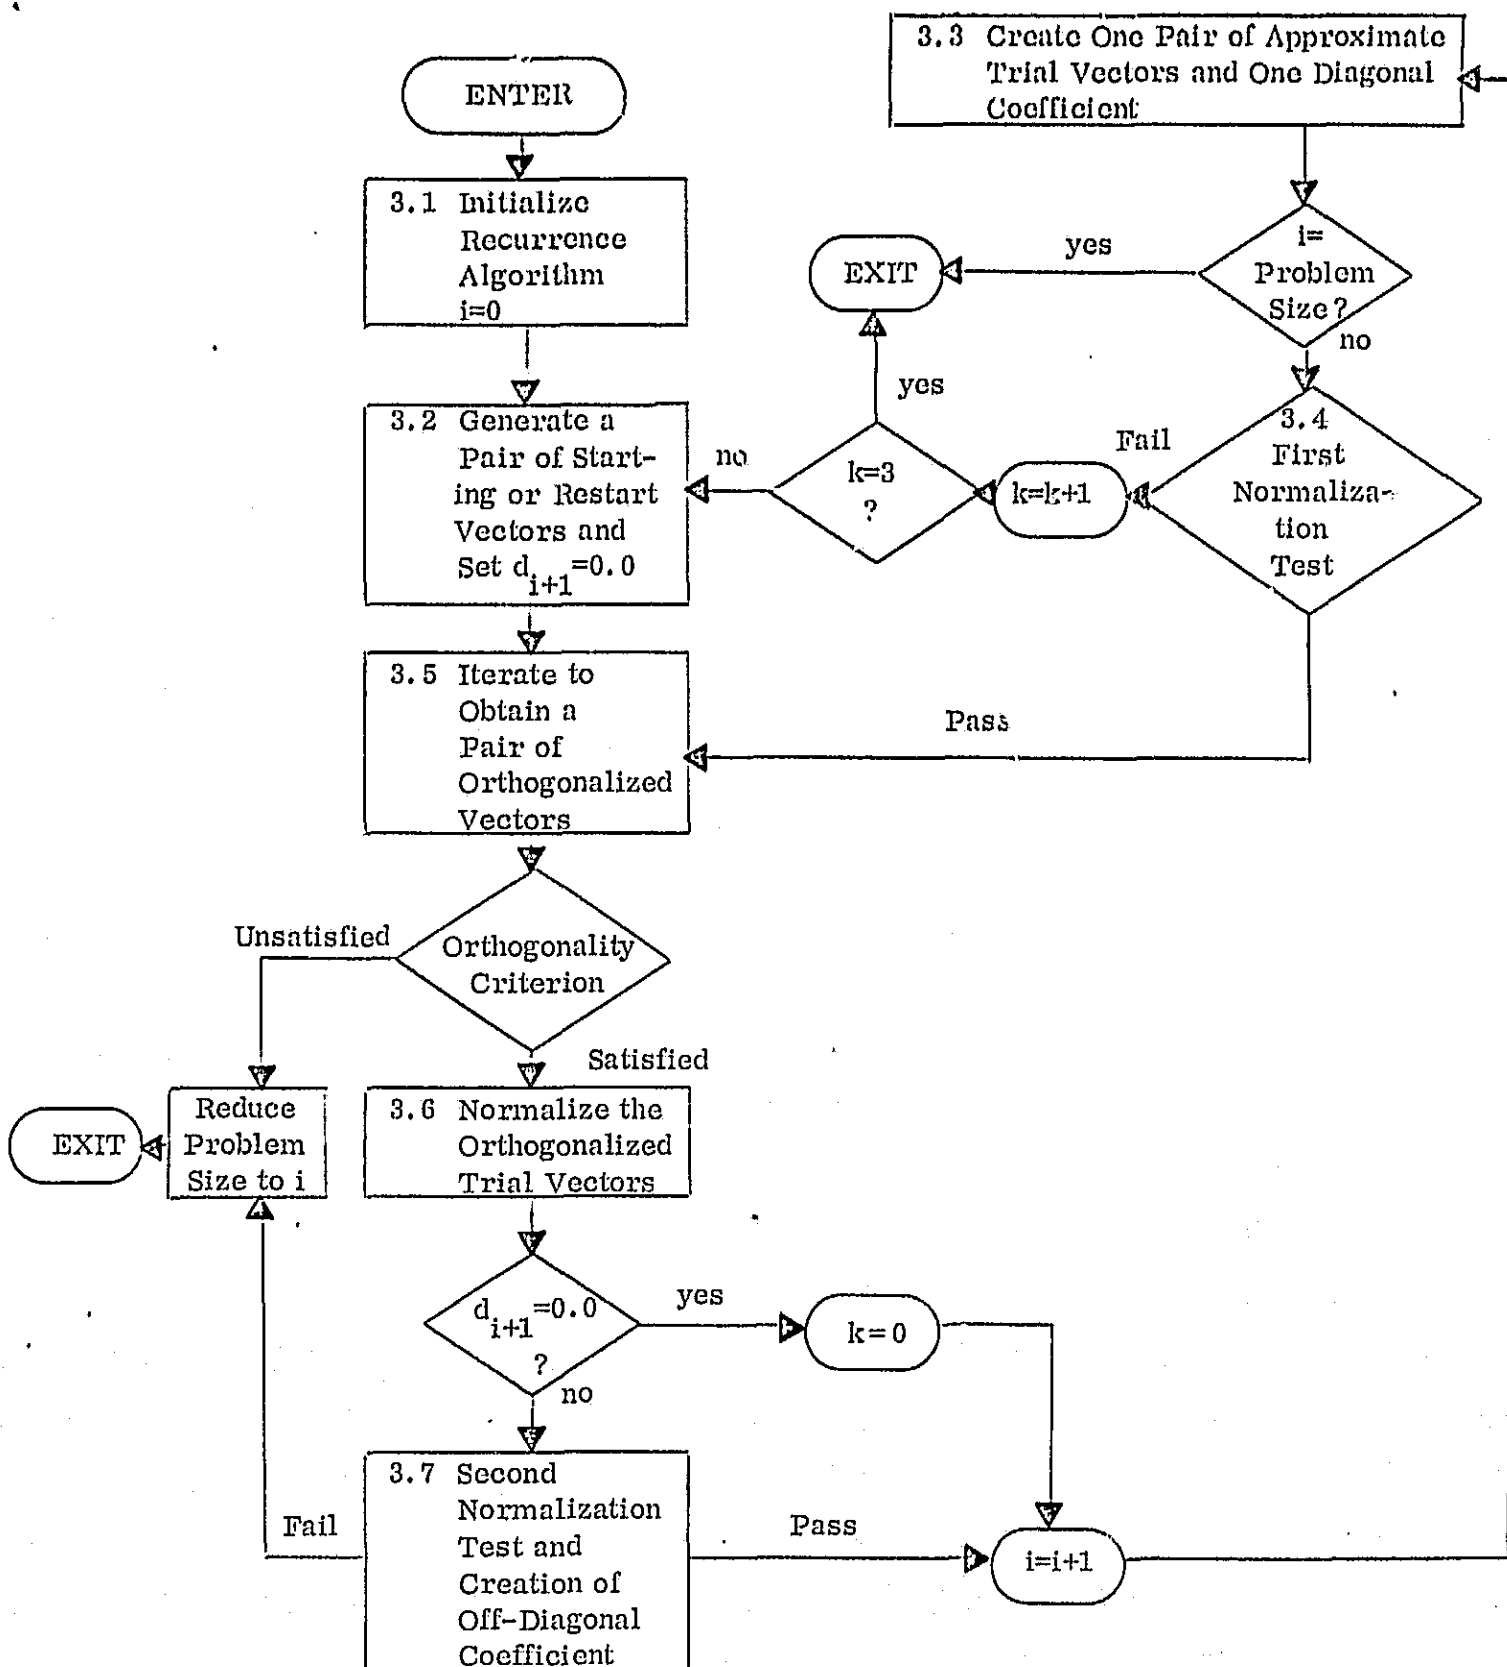 ENTER
3.1 Initialize
Recurrence
Algorithm
i=0
3.2 Generate a
Pair of Start-
ing or Restart
Vectors and
Set d
i+1
=0.0
3.3 Create One Pair of Approximate
Trial Vectors and One Diagonal
Coefficient
i=
Problem
Size?
yes
EXIT
no
3.4
First
Normaliza-
tion
Test
Fail
k=k+1
k=3
?
yes
no
Pass
3.5 Iterate to
Obtain a
Pair of
Orthogonalized
Vectors
Orthogonality
Criterion
Unsatisfied
Satisfied
Reduce
Problem
Size to i
EXIT
3.6 Normalize the
Orthogonalized
Trial Vectors
d
i+1
=0.0
?
yes
k=0
no
3.7 Second
Normalization
Test and
Creation of
Off-Diagonal
Coefficient
Fail
Pass
i=i+1